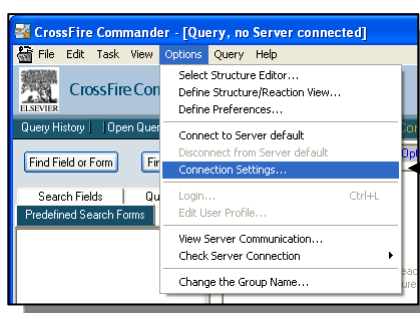 CrossFire Commander - [Query, no Server connected]
File Edit Task View Options Query Help
ELSEVIER
CrossFire Con
Query History Open Quer
Find Field or Form
Search Fields
Predefined Search Forms
Select Structure Editor...
Define Structure/Reaction View...
Define Preferences...
Connect to Server default
Disconnect from Server default
Connection Settings...
Login... Ctrl+L
Edit User Profile...
View Server Communication...
Check Server Connection
Change the Group Name...